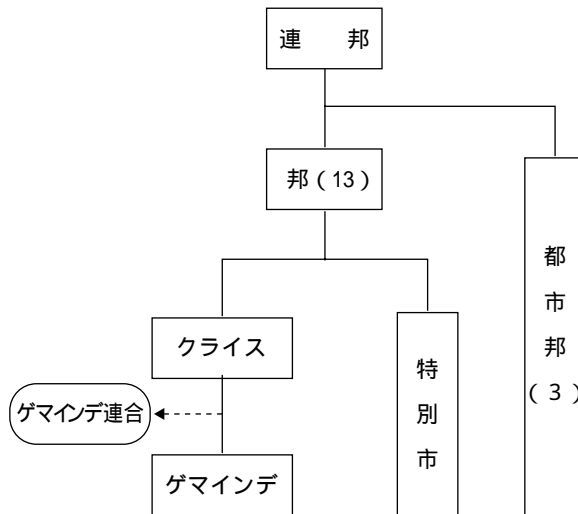 連　邦
邦（13）
都市邦（3）
クライス
特別市
ゲマインデ連合
ゲマインデ